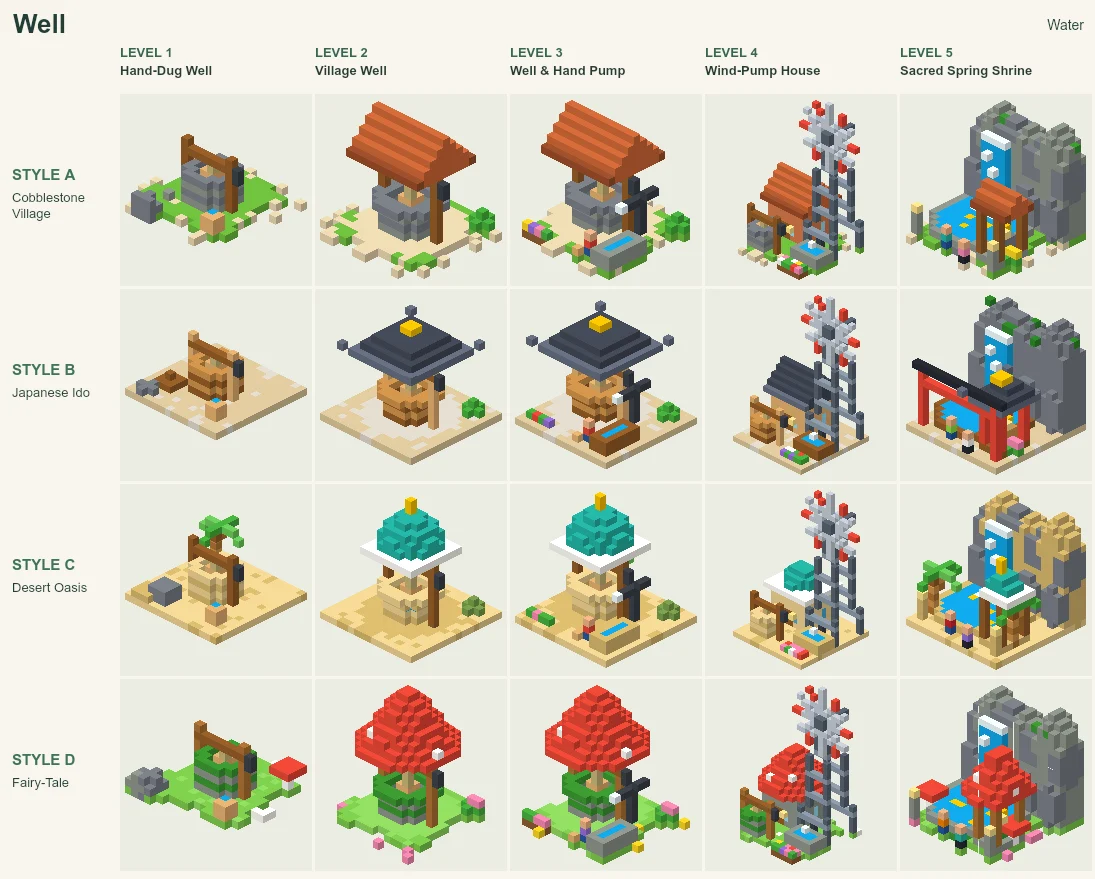 Well
Water
LEVEL 1
Hand-Dug Well
LEVEL 2
Village Well
LEVEL 3
Well & Hand Pump
LEVEL 4
Wind-Pump House
LEVEL 5
Sacred Spring Shrine
STYLE A
Cobblestone
Village
STYLE B
Japanese Ido
STYLE C
Desert Oasis
STYLE D
Fairy-Tale